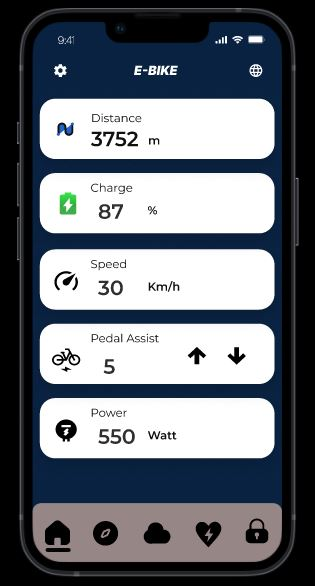 9:41
E-BIKE
Distance
3752 m
Charge
87 %
Speed
30 Km/h
Pedal Assist
5
Power
550 Watt